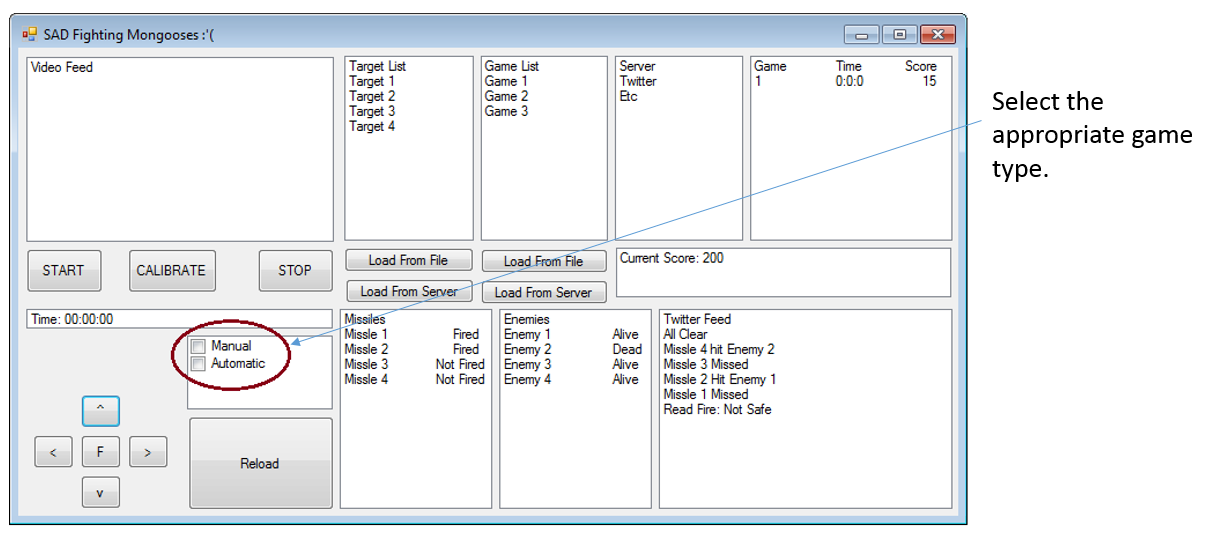 SAD Fighting Mongooses :'(
Video Feed
Target List
Target 1
Target 2
Target 3
Target 4
Game List
Game 1
Game 2
Game 3
Server
Twitter
Etc
Game Time Score
1 0:0:0 15
Select the
appropriate game
type.
START CALIBRATE STOP
Load From File
Load From Server
Load From File
Load From Server
Current Score: 200
Time: 00:00:00
Manual
Automatic
^
< F >
v
Reload
Missiles
Missle 1 Fired
Missle 2 Fired
Missle 3 Not Fired
Missle 4 Not Fired
Enemies
Enemy 1 Alive
Enemy 2 Dead
Enemy 3 Alive
Enemy 4 Alive
Twitter Feed
All Clear
Missle 4 hit Enemy 2
Missle 3 Missed
Missle 2 Hit Enemy 1
Missle 1 Missed
Read Fire: Not Safe